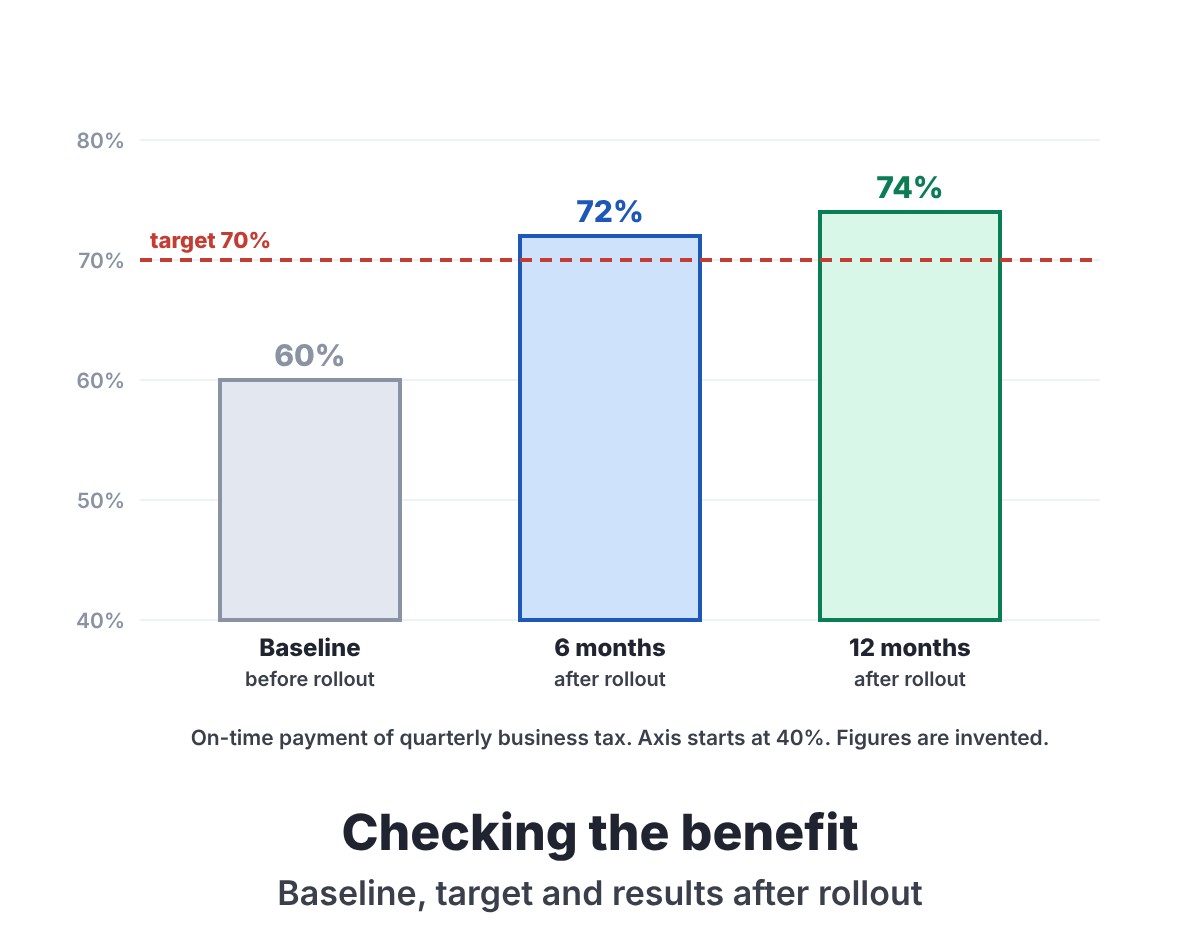 80%
74%
72%
target 70%
70%
60%
60%
50%
40%
Baseline
before rollout
6 months
after rollout
12 months
after rollout
On-time payment of quarterly business tax. Axis starts at 40%. Figures are invented.
Checking the benefit
Baseline, target and results after rollout